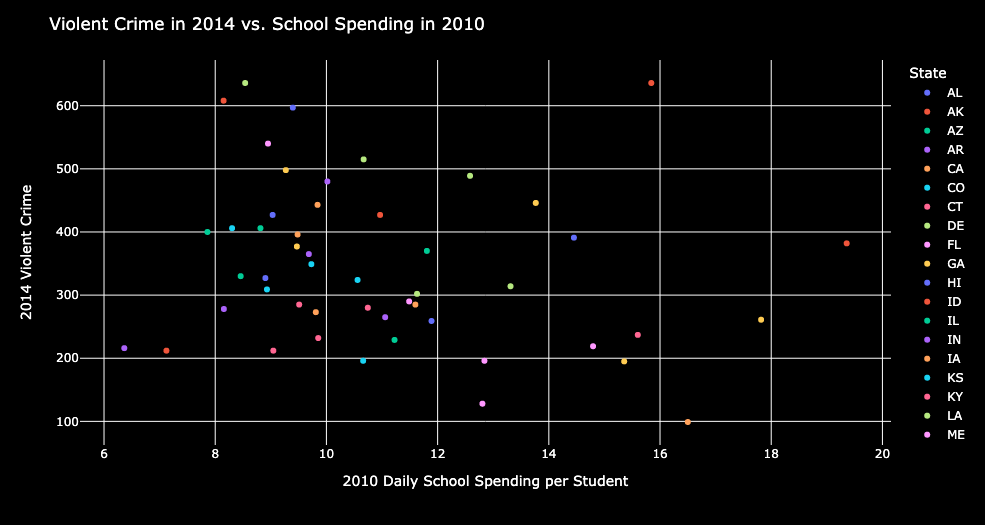 Violent Crime in 2014 vs. School Spending in 2010
State
AL
AK
AZ
AR
CA
CO
CT
DE
FL
GA
HI
ID
IL
IN
IA
KS
KY
LA
ME
2014 Violent Crime
600
500
400
300
200
100
6 8 10 12 14 16 18 20
2010 Daily School Spending per Student